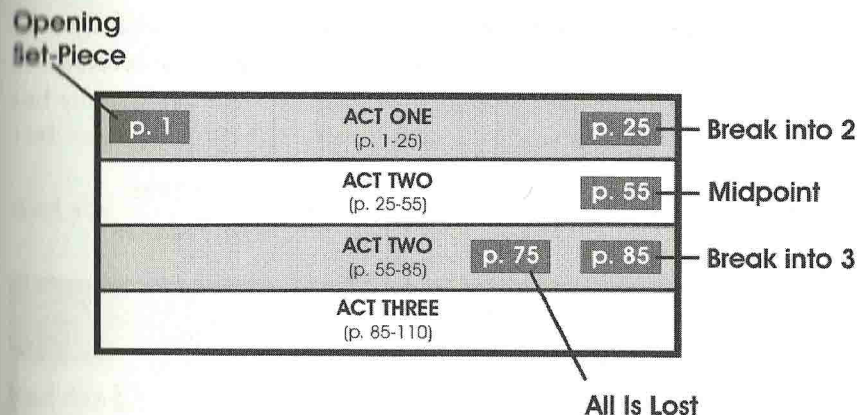 Opening
Set-Piece
p. 1
ACT ONE
(p. 1-25)
p. 25
Break into 2
ACT TWO
(p. 25-55)
p. 55
Midpoint
ACT TWO
(p. 55-85)
p. 75
p. 85
Break into 3
ACT THREE
(p. 85-110)
All Is Lost